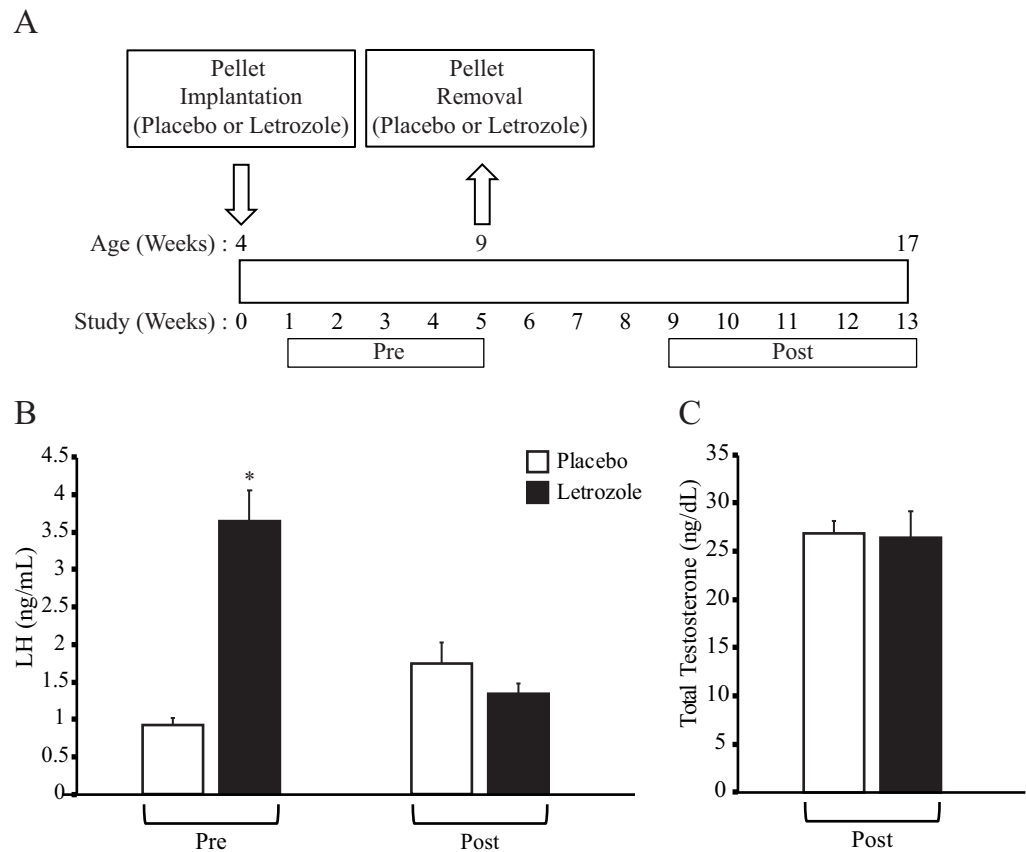 A
Pellet
Implantation
(Placebo or Letrozole)
Pellet
Removal
(Placebo or Letrozole)
Age (Weeks) : 4 9 17
Study (Weeks) : 0 1 2 3 4 5 6 7 8 9 10 11 12 13
Pre Post
B
LH (ng/mL)
4.5
4
3.5
3
2.5
2
1.5
1
0.5
0
*
Placebo
Letrozole
Pre Post
C
Total Testosterone (ng/dL)
35
30
25
20
15
10
5
0
Post